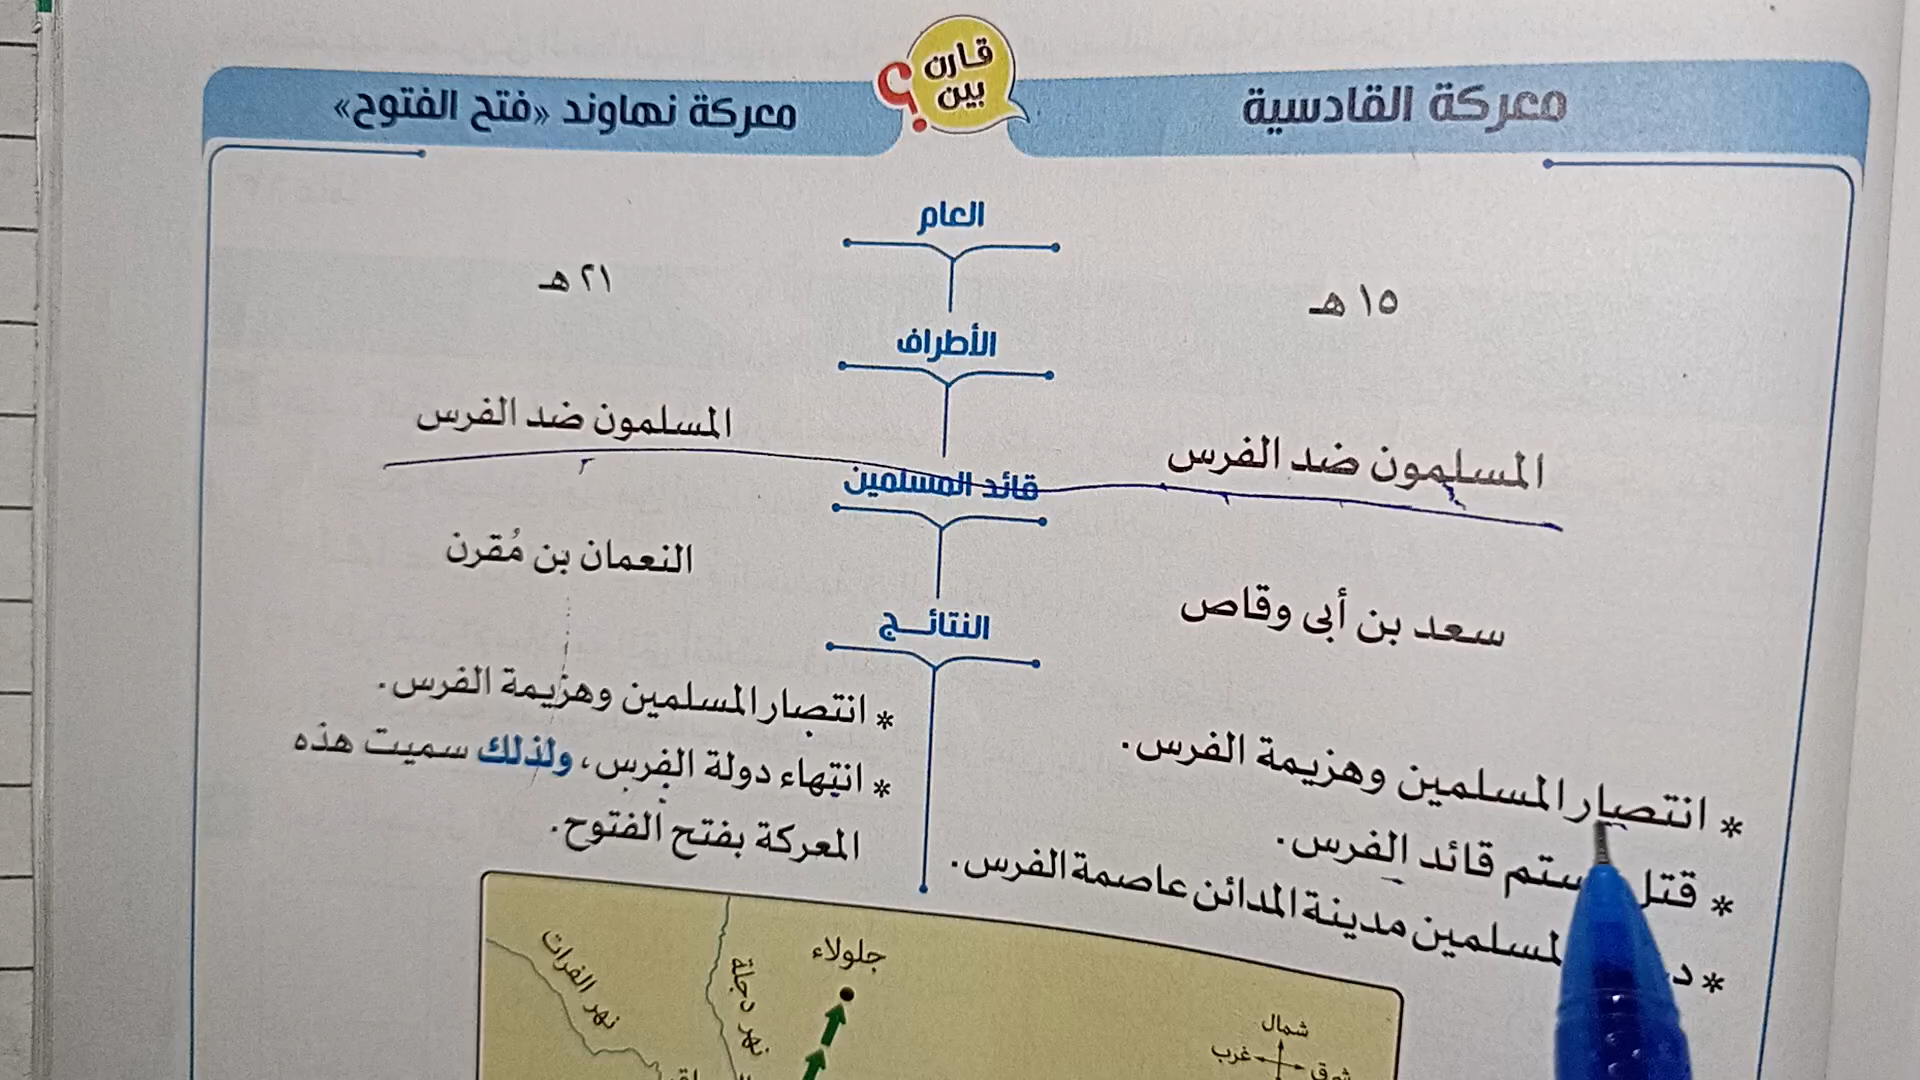 قارن بين ؟
معركة القادسية
معركة نهاوند «فتح الفتوح»
العام
١٥ هـ
٢١ هـ
الأطراف
المسلمون ضد الفرس
المسلمون ضد الفرس
قائد المسلمين
سعد بن أبى وقاص
النعمان بن مُقرن
النتائـج
* انتصار المسلمين وهزيمة الفرس.
* قتل قائد الفرس.
* مدينة المدائن عاصمة الفرس.
* انتصار المسلمين وهزيمة الفرس.
* انتهاء دولة الفرس، ولذلك سميت هذه
المعركة بفتح الفتوح.
جلولاء
نهر الفرات
نهر دجلة
شمال
غرب
شرق